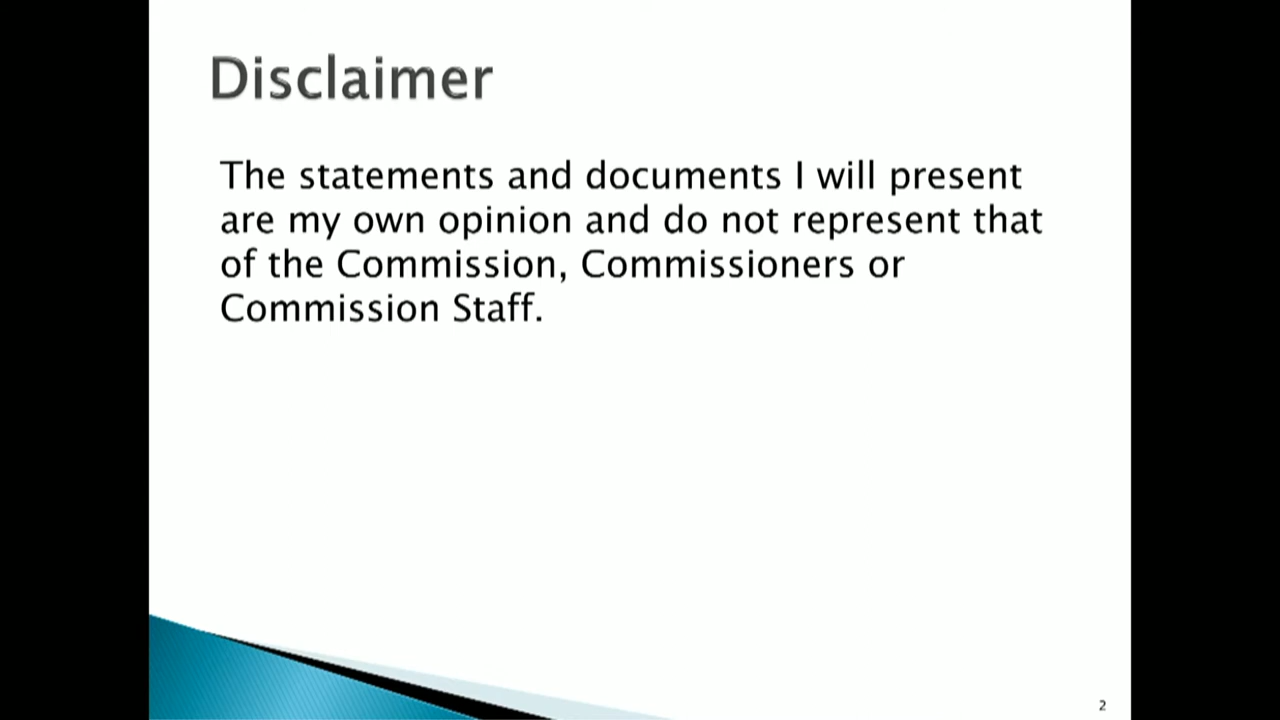 Disclaimer
The statements and documents I will present
are my own opinion and do not represent that
of the Commission, Commissioners or
Commission Staff.
2